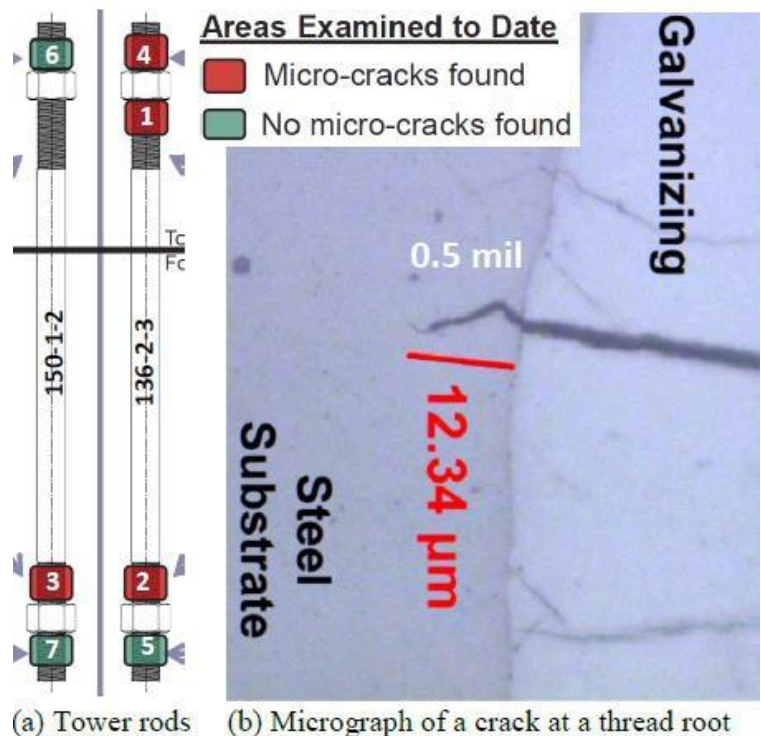 Areas Examined to Date
Micro-cracks found
No micro-cracks found
6
4
1
To
Fo
150-1-2
136-2-3
3
2
7
5
Galvanizing
0.5 mil
12.34 µm
Steel
Substrate
(a) Tower rods
(b) Micrograph of a crack at a thread root